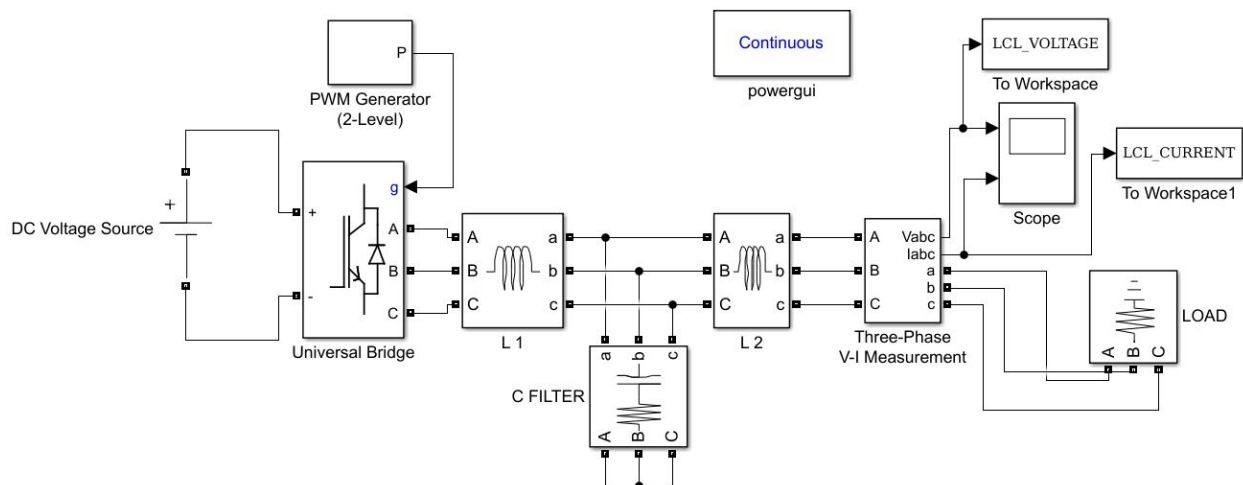 P
PWM Generator
(2-Level)
Continuous
powergui
LCL_VOLTAGE
To Workspace
LCL_CURRENT
To Workspace1
Scope
DC Voltage Source
+
+
-
g
A
B
C
Universal Bridge
A
B
C
a
b
c
L 1
A
B
C
a
b
c
L 2
A
B
C
Vabc
Iabc
a
b
c
Three-Phase
V-I Measurement
A
B
C
LOAD
a
b
c
C FILTER
A
B
C